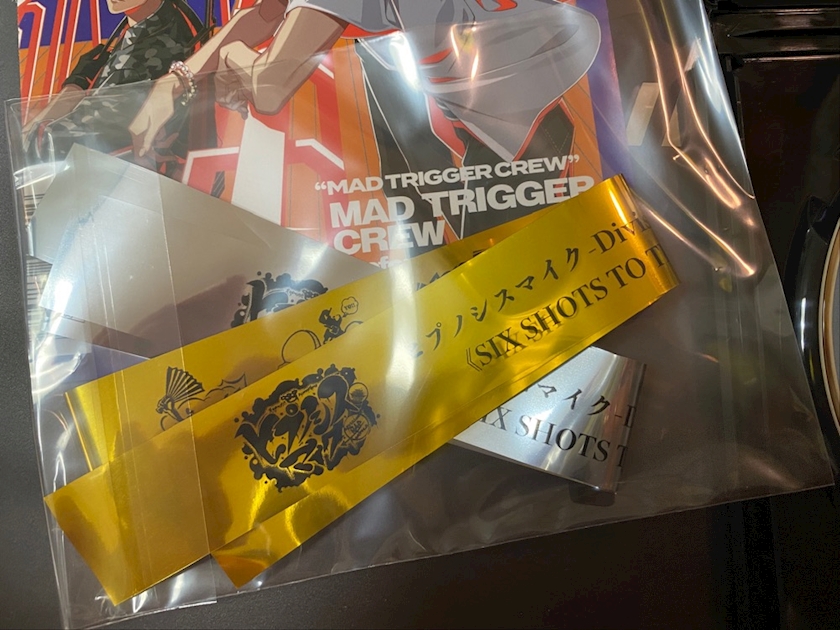 “MAD TRIGGER CREW”
MAD TRIGGER
CREW
ヒプノシスマイク-Divi
《SIX SHOTS TO T
マイク-D
SIX SHOTS T